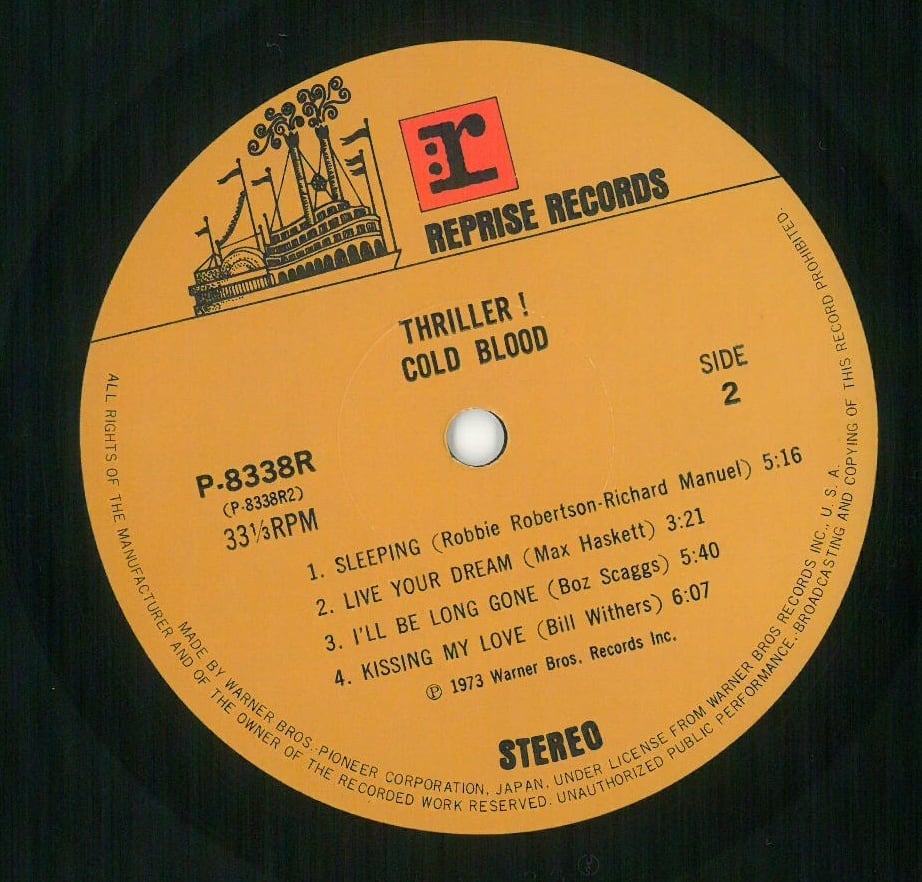 r
REPRISE RECORDS
THRILLER !
COLD BLOOD
SIDE
2
P-8338R
(P-8338R2)
33⅓RPM
1. SLEEPING (Robbie Robertson-Richard Manuel) 5:16
2. LIVE YOUR DREAM (Max Haskett) 3:21
3. I'LL BE LONG GONE (Boz Scaggs) 5:40
4. KISSING MY LOVE (Bill Withers) 6:07
Ⓟ 1973 Warner Bros. Records Inc.
STEREO
MADE BY WARNER BROS.-PIONEER CORPORATION, JAPAN, UNDER LICENSE FROM WARNER BROS RECORDS INC., U. S. A.
ALL RIGHTS OF THE MANUFACTURER AND OF THE OWNER OF THE RECORDED WORK RESERVED. UNAUTHORIZED PUBLIC PERFORMANCE, BROADCASTING AND COPYING OF THIS RECORD PROHIBITED.